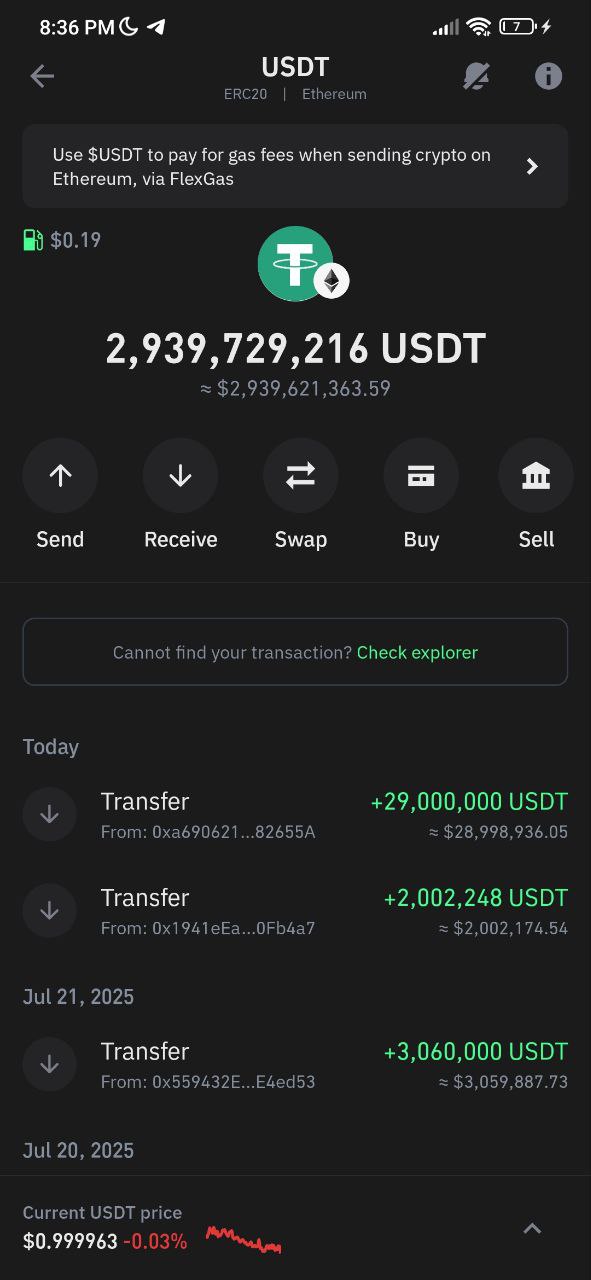 8:36 PM
7
USDT
ERC20 | Ethereum
Use $USDT to pay for gas fees when sending crypto on
Ethereum, via FlexGas
$0.19
2,939,729,216 USDT
≈ $2,939,621,363.59
Send Receive Swap Buy Sell
Cannot find your transaction? Check explorer
Today
Transfer +29,000,000 USDT
From: 0xa690621...82655A ≈ $28,998,936.05
Transfer +2,002,248 USDT
From: 0x1941eEa...0Fb4a7 ≈ $2,002,174.54
Jul 21, 2025
Transfer +3,060,000 USDT
From: 0x559432E...E4ed53 ≈ $3,059,887.73
Jul 20, 2025
Current USDT price
$0.999963 -0.03%